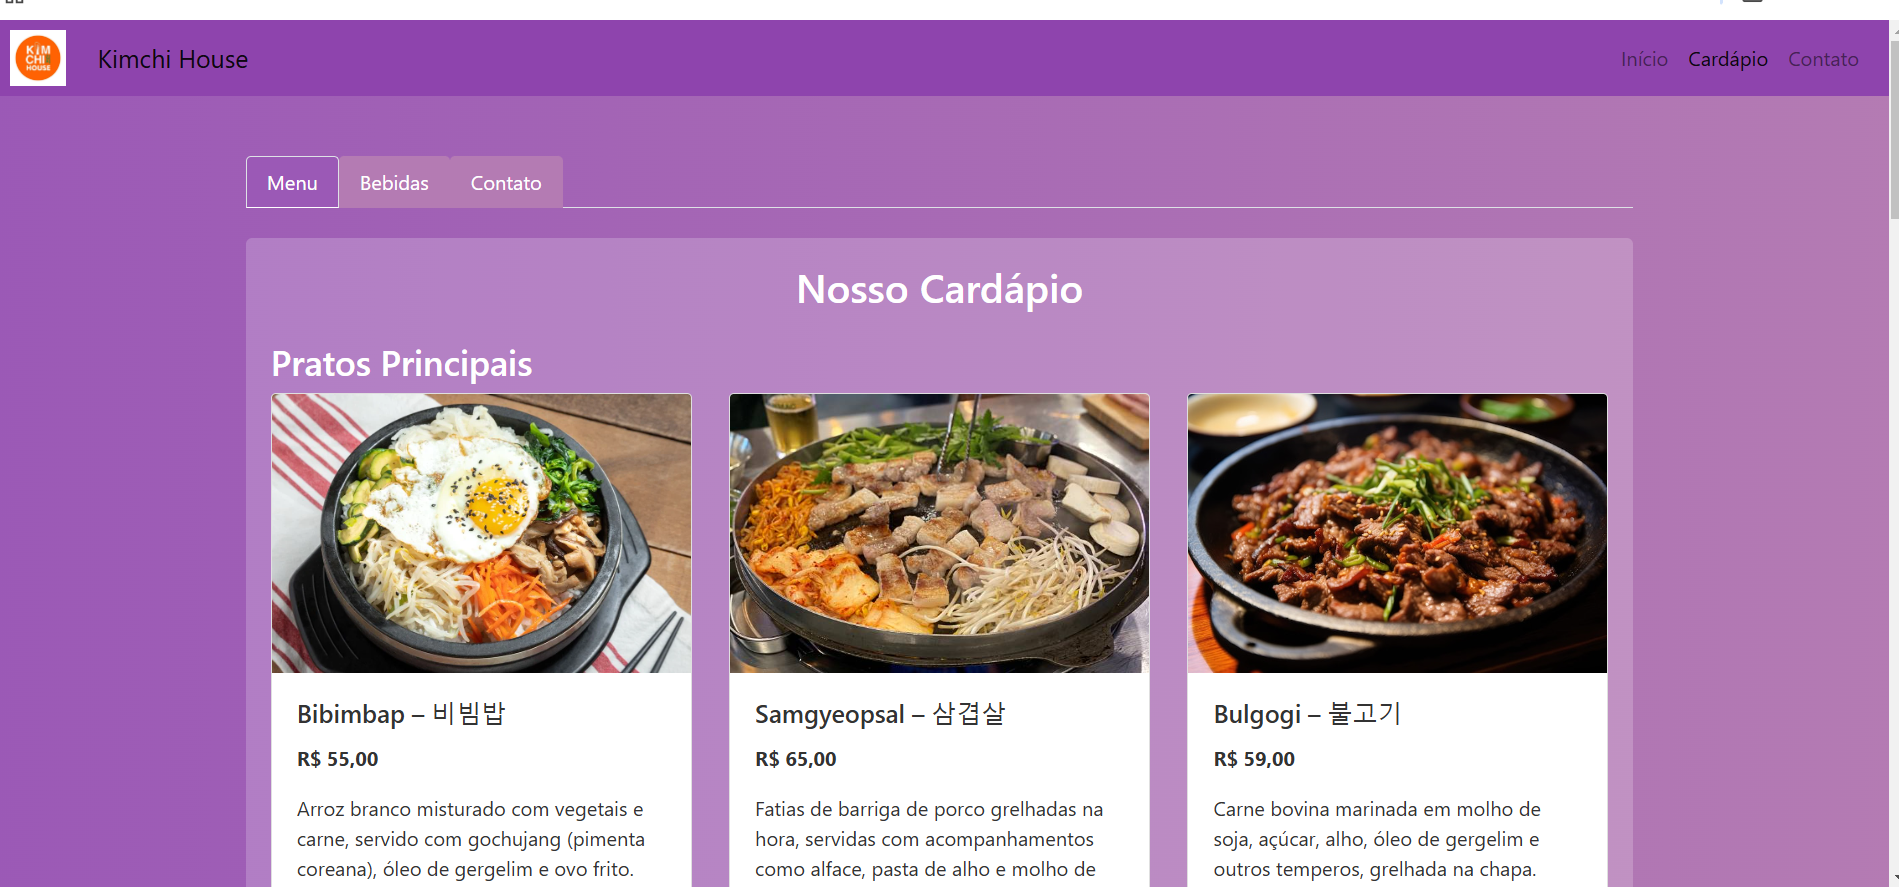 KIM
CHI
HOUSE
Kimchi House
Início Cardápio Contato
Menu Bebidas Contato
Nosso Cardápio
Pratos Principais
Bibimbap – 비빔밥
R$ 55,00
Arroz branco misturado com vegetais e
carne, servido com gochujang (pimenta
coreana), óleo de gergelim e ovo frito.
Samgyeopsal – 삼겹살
R$ 65,00
Fatias de barriga de porco grelhadas na
hora, servidas com acompanhamentos
como alface, pasta de alho e molho de
Bulgogi – 불고기
R$ 59,00
Carne bovina marinada em molho de
soja, açúcar, alho, óleo de gergelim e
outros temperos, grelhada na chapa.